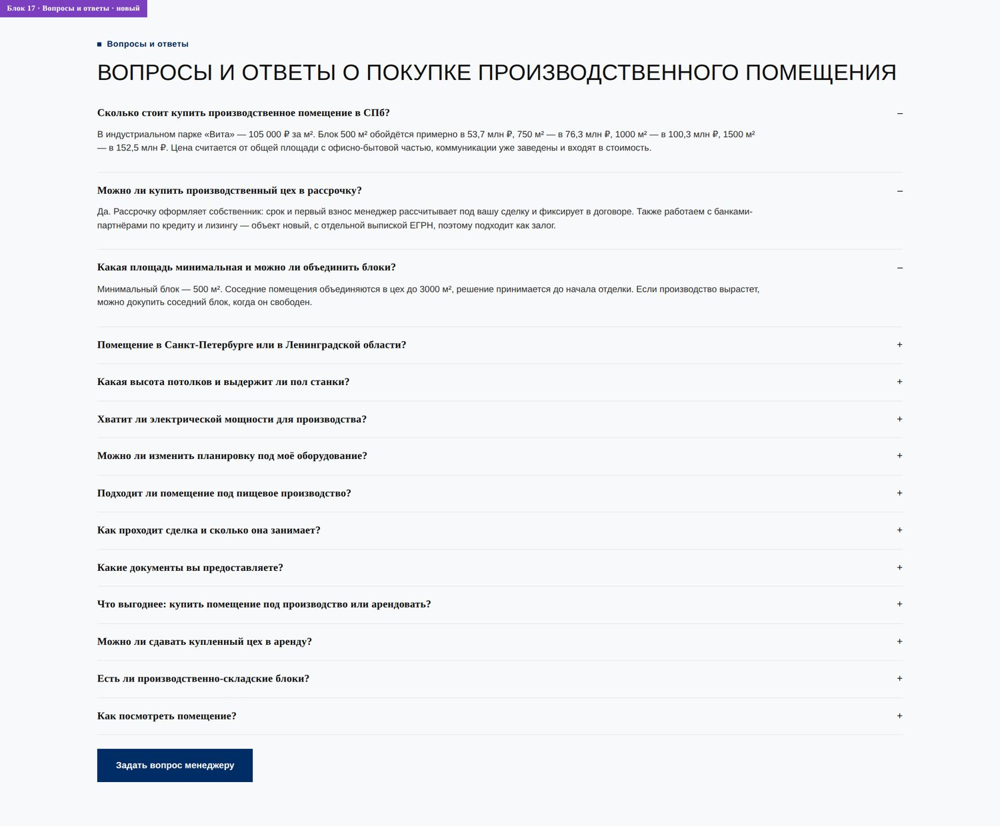 Блок 17 · Вопросы и ответы · новый
Вопросы и ответы
ВОПРОСЫ И ОТВЕТЫ О ПОКУПКЕ ПРОИЗВОДСТВЕННОГО ПОМЕЩЕНИЯ
Сколько стоит купить производственное помещение в СПб? –
В индустриальном парке «Вита» — 105 000 ₽ за м². Блок 500 м² обойдётся примерно в 53,7 млн ₽, 750 м² — в 76,3 млн ₽, 1000 м² — в 100,3 млн ₽, 1500 м²
— в 152,5 млн ₽. Цена считается от общей площади с офисно-бытовой частью, коммуникации уже заведены и входят в стоимость.
Можно ли купить производственный цех в рассрочку? –
Да. Рассрочку оформляет собственник: срок и первый взнос менеджер рассчитывает под вашу сделку и фиксирует в договоре. Также работаем с банками-
партнёрами по кредиту и лизингу — объект новый, с отдельной выпиской ЕГРН, поэтому подходит как залог.
Какая площадь минимальная и можно ли объединить блоки? –
Минимальный блок — 500 м². Соседние помещения объединяются в цех до 3000 м², решение принимается до начала отделки. Если производство вырастет,
можно докупить соседний блок, когда он свободен.
Помещение в Санкт-Петербурге или в Ленинградской области? +
Какая высота потолков и выдержит ли пол станки? +
Хватит ли электрической мощности для производства? +
Можно ли изменить планировку под моё оборудование? +
Подходит ли помещение под пищевое производство? +
Как проходит сделка и сколько она занимает? +
Какие документы вы предоставляете? +
Что выгоднее: купить помещение под производство или арендовать? +
Можно ли сдавать купленный цех в аренду? +
Есть ли производственно-складские блоки? +
Как посмотреть помещение? +
Задать вопрос менеджеру